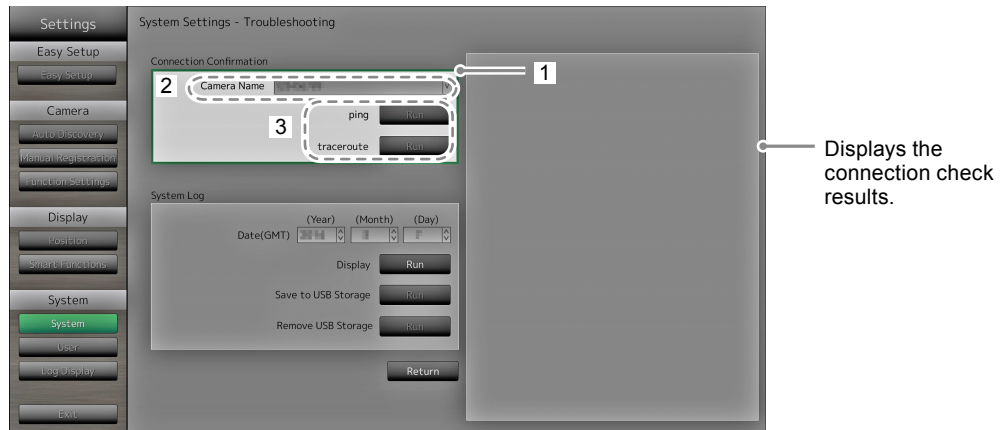 Settings
System Settings - Troubleshooting
Easy Setup
Easy Setup
Camera
Auto Discovery
Manual Registration
Function Settings
Display
Position
Smart Functions
System
System
User
Log Display
Exit
Connection Confirmation
1
2
Camera Name
3
ping Run
traceroute Run
System Log
(Year) (Month) (Day)
Date(GMT)
Display Run
Save to USB Storage Run
Remove USB Storage Run
Return
Displays the
connection check
results.